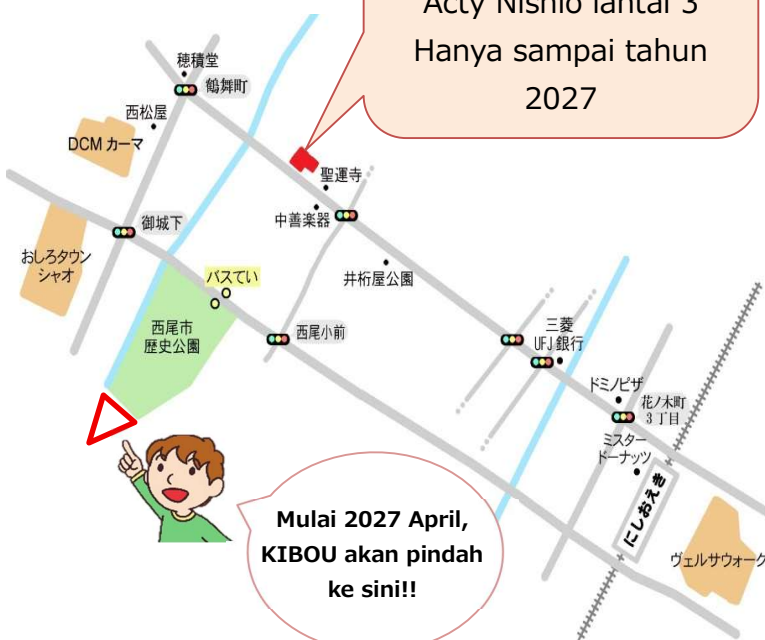 Acty Nishio lantai 3
Hanya sampai tahun
2027
穂積堂
鶴舞町
西松屋
DCM カーマ
聖運寺
中善楽器
御城下
おしろタウン
シャオ
バスてい
井桁屋公園
西尾市
歴史公園
西尾小前
三菱
UFJ 銀行
ドミノピザ
花ノ木町
3丁目
ミスター
ドーナッツ
にしおえき
ヴェルサウォーク
Mulai 2027 April,
KIBOU akan pindah
ke sini!!